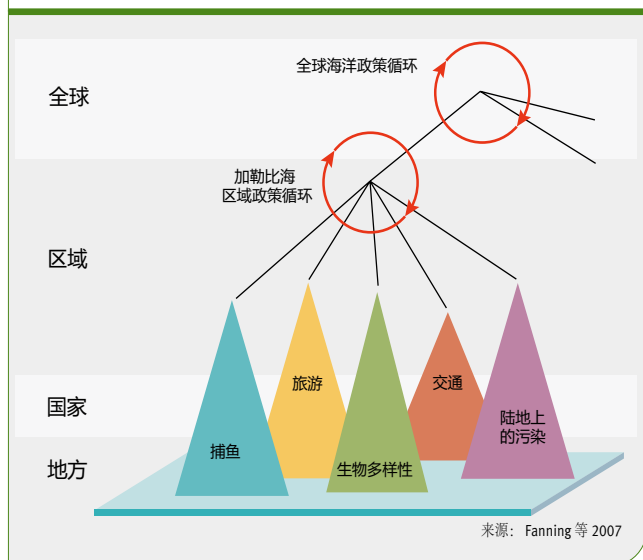 全球海洋政策循环
全球
加勒比海
区域政策循环
区域
旅游
交通
国家
陆地上
的污染
捕鱼
生物多样性
地方
来源: Fanning 等 2007